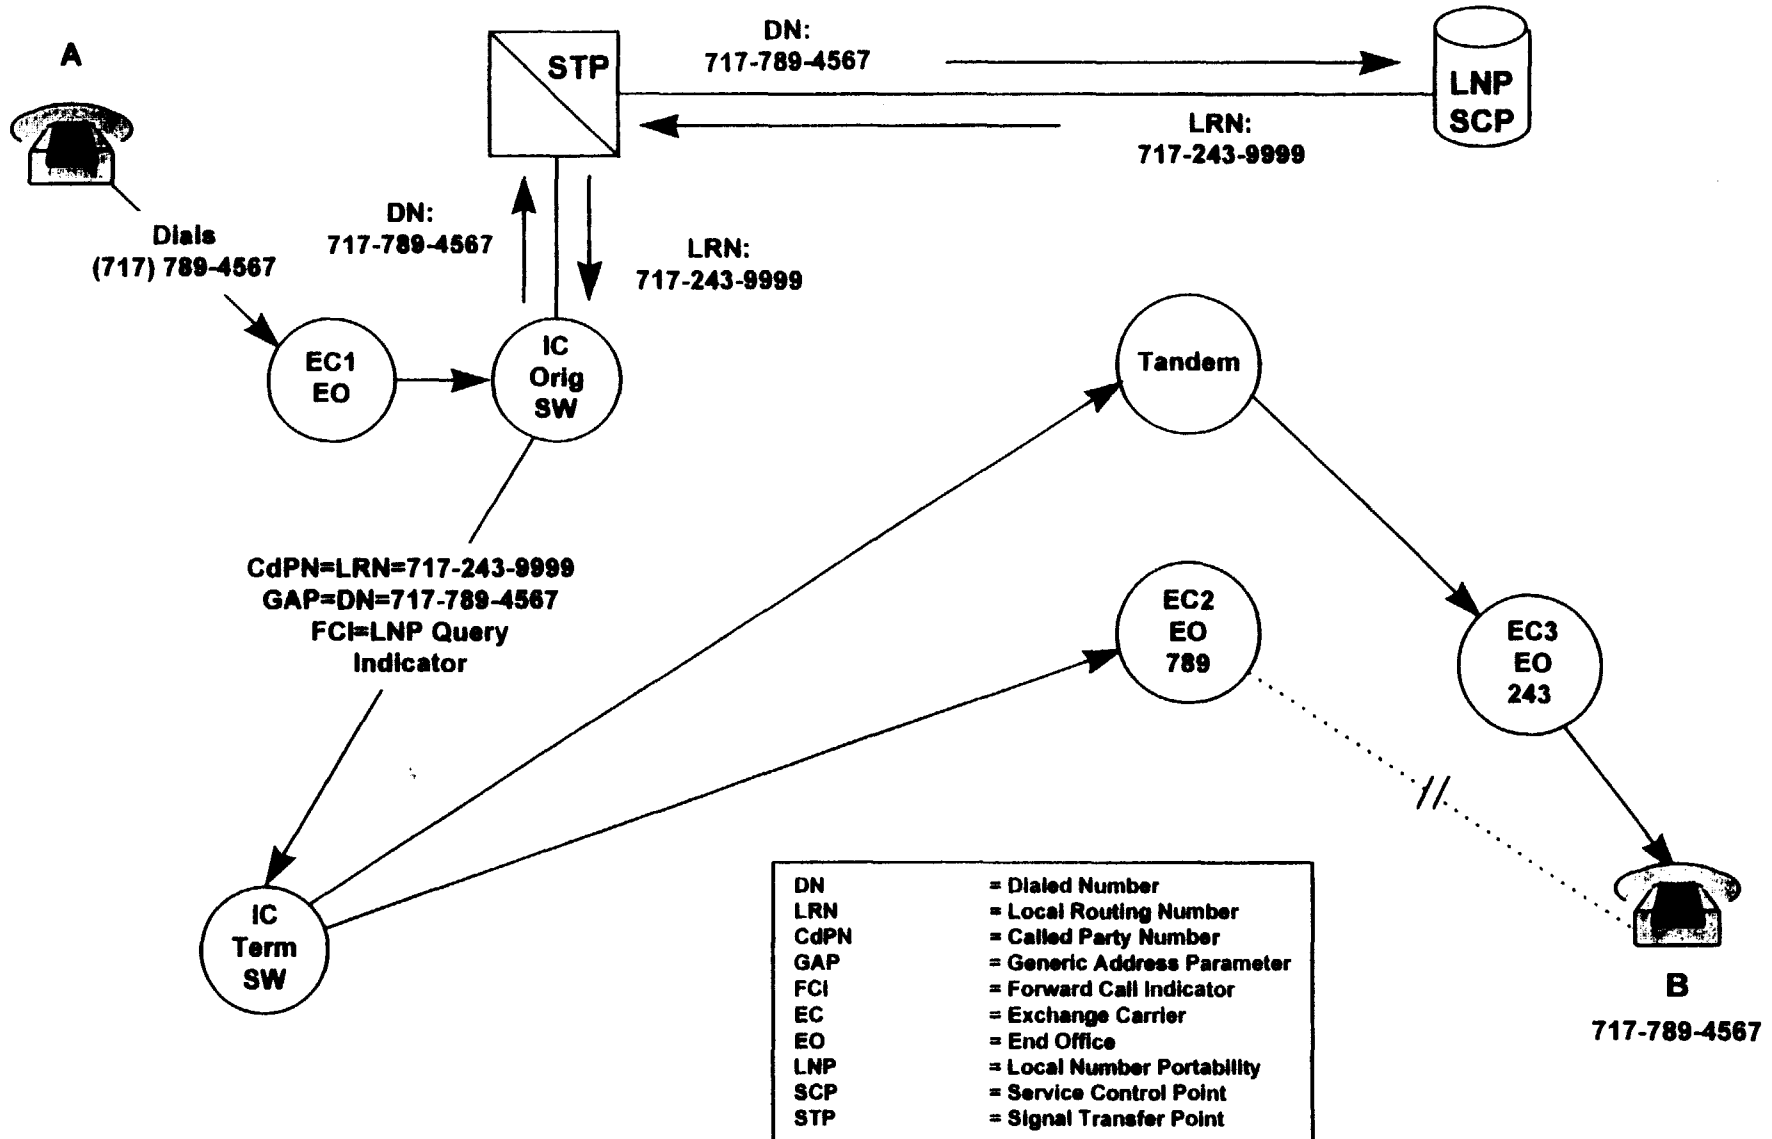 A
STP
DN:
717-789-4567
LNP
SCP
LRN:
717-243-9999
Dials
(717) 789-4567
DN:
717-789-4567
LRN:
717-243-9999
EC1
EO
IC
Orig
SW
Tandem
CdPN=LRN=717-243-9999
GAP=DN=717-789-4567
FCI=LNP Query
Indicator
EC2
EO
789
EC3
EO
243
//
IC
Term
SW
B
717-789-4567
DN = Dialed Number
LRN = Local Routing Number
CdPN = Called Party Number
GAP = Generic Address Parameter
FCI = Forward Call Indicator
EC = Exchange Carrier
EO = End Office
LNP = Local Number Portability
SCP = Service Control Point
STP = Signal Transfer Point